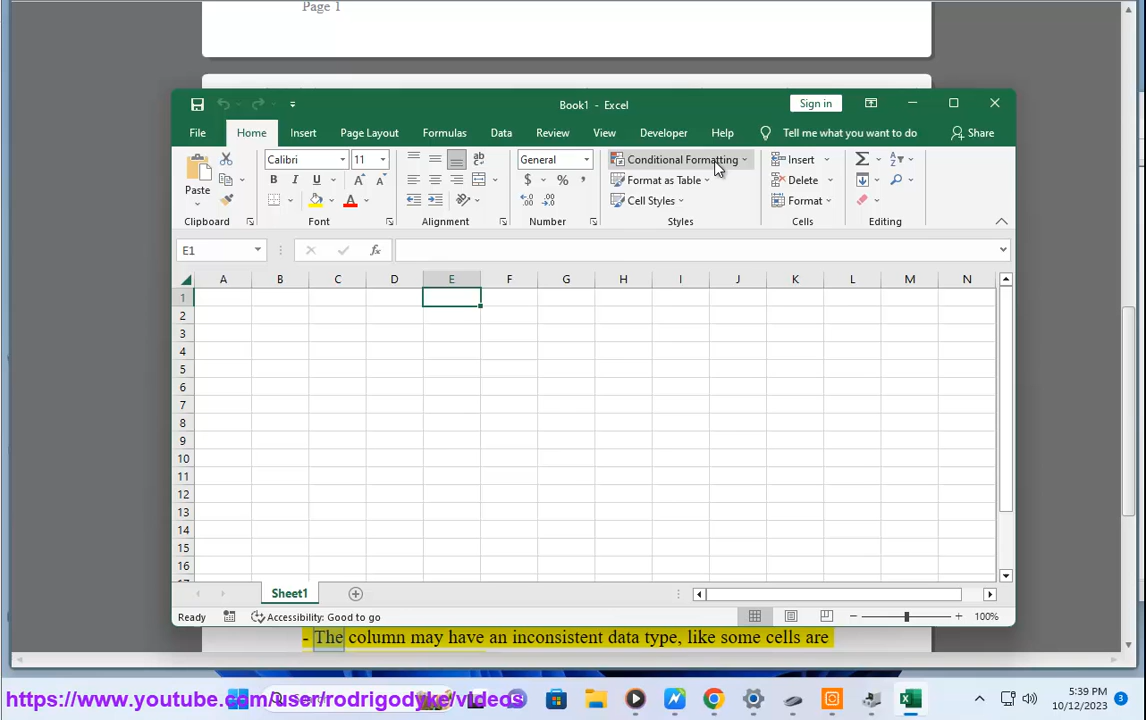 Page 1
Book1 - Excel
Sign in
File Home Insert Page Layout Formulas Data Review View Developer Help Tell me what you want to do Share
Paste
Calibri 11
B I U
A A
ab
General
$ % ,
Conditional Formatting
Format as Table
Cell Styles
Insert
Delete
Format
Clipboard Font Alignment Number Styles Cells Editing
E1
fx
A B C D E F G H I J K L M N
1
2
3
4
5
6
7
8
9
10
11
12
13
14
15
16
Sheet1
Ready Accessibility: Good to go 100%
- The column may have an inconsistent data type, like some cells are
https://www.youtube.com/user/rodrigodyke/videos
5:39 PM
10/12/2023
3